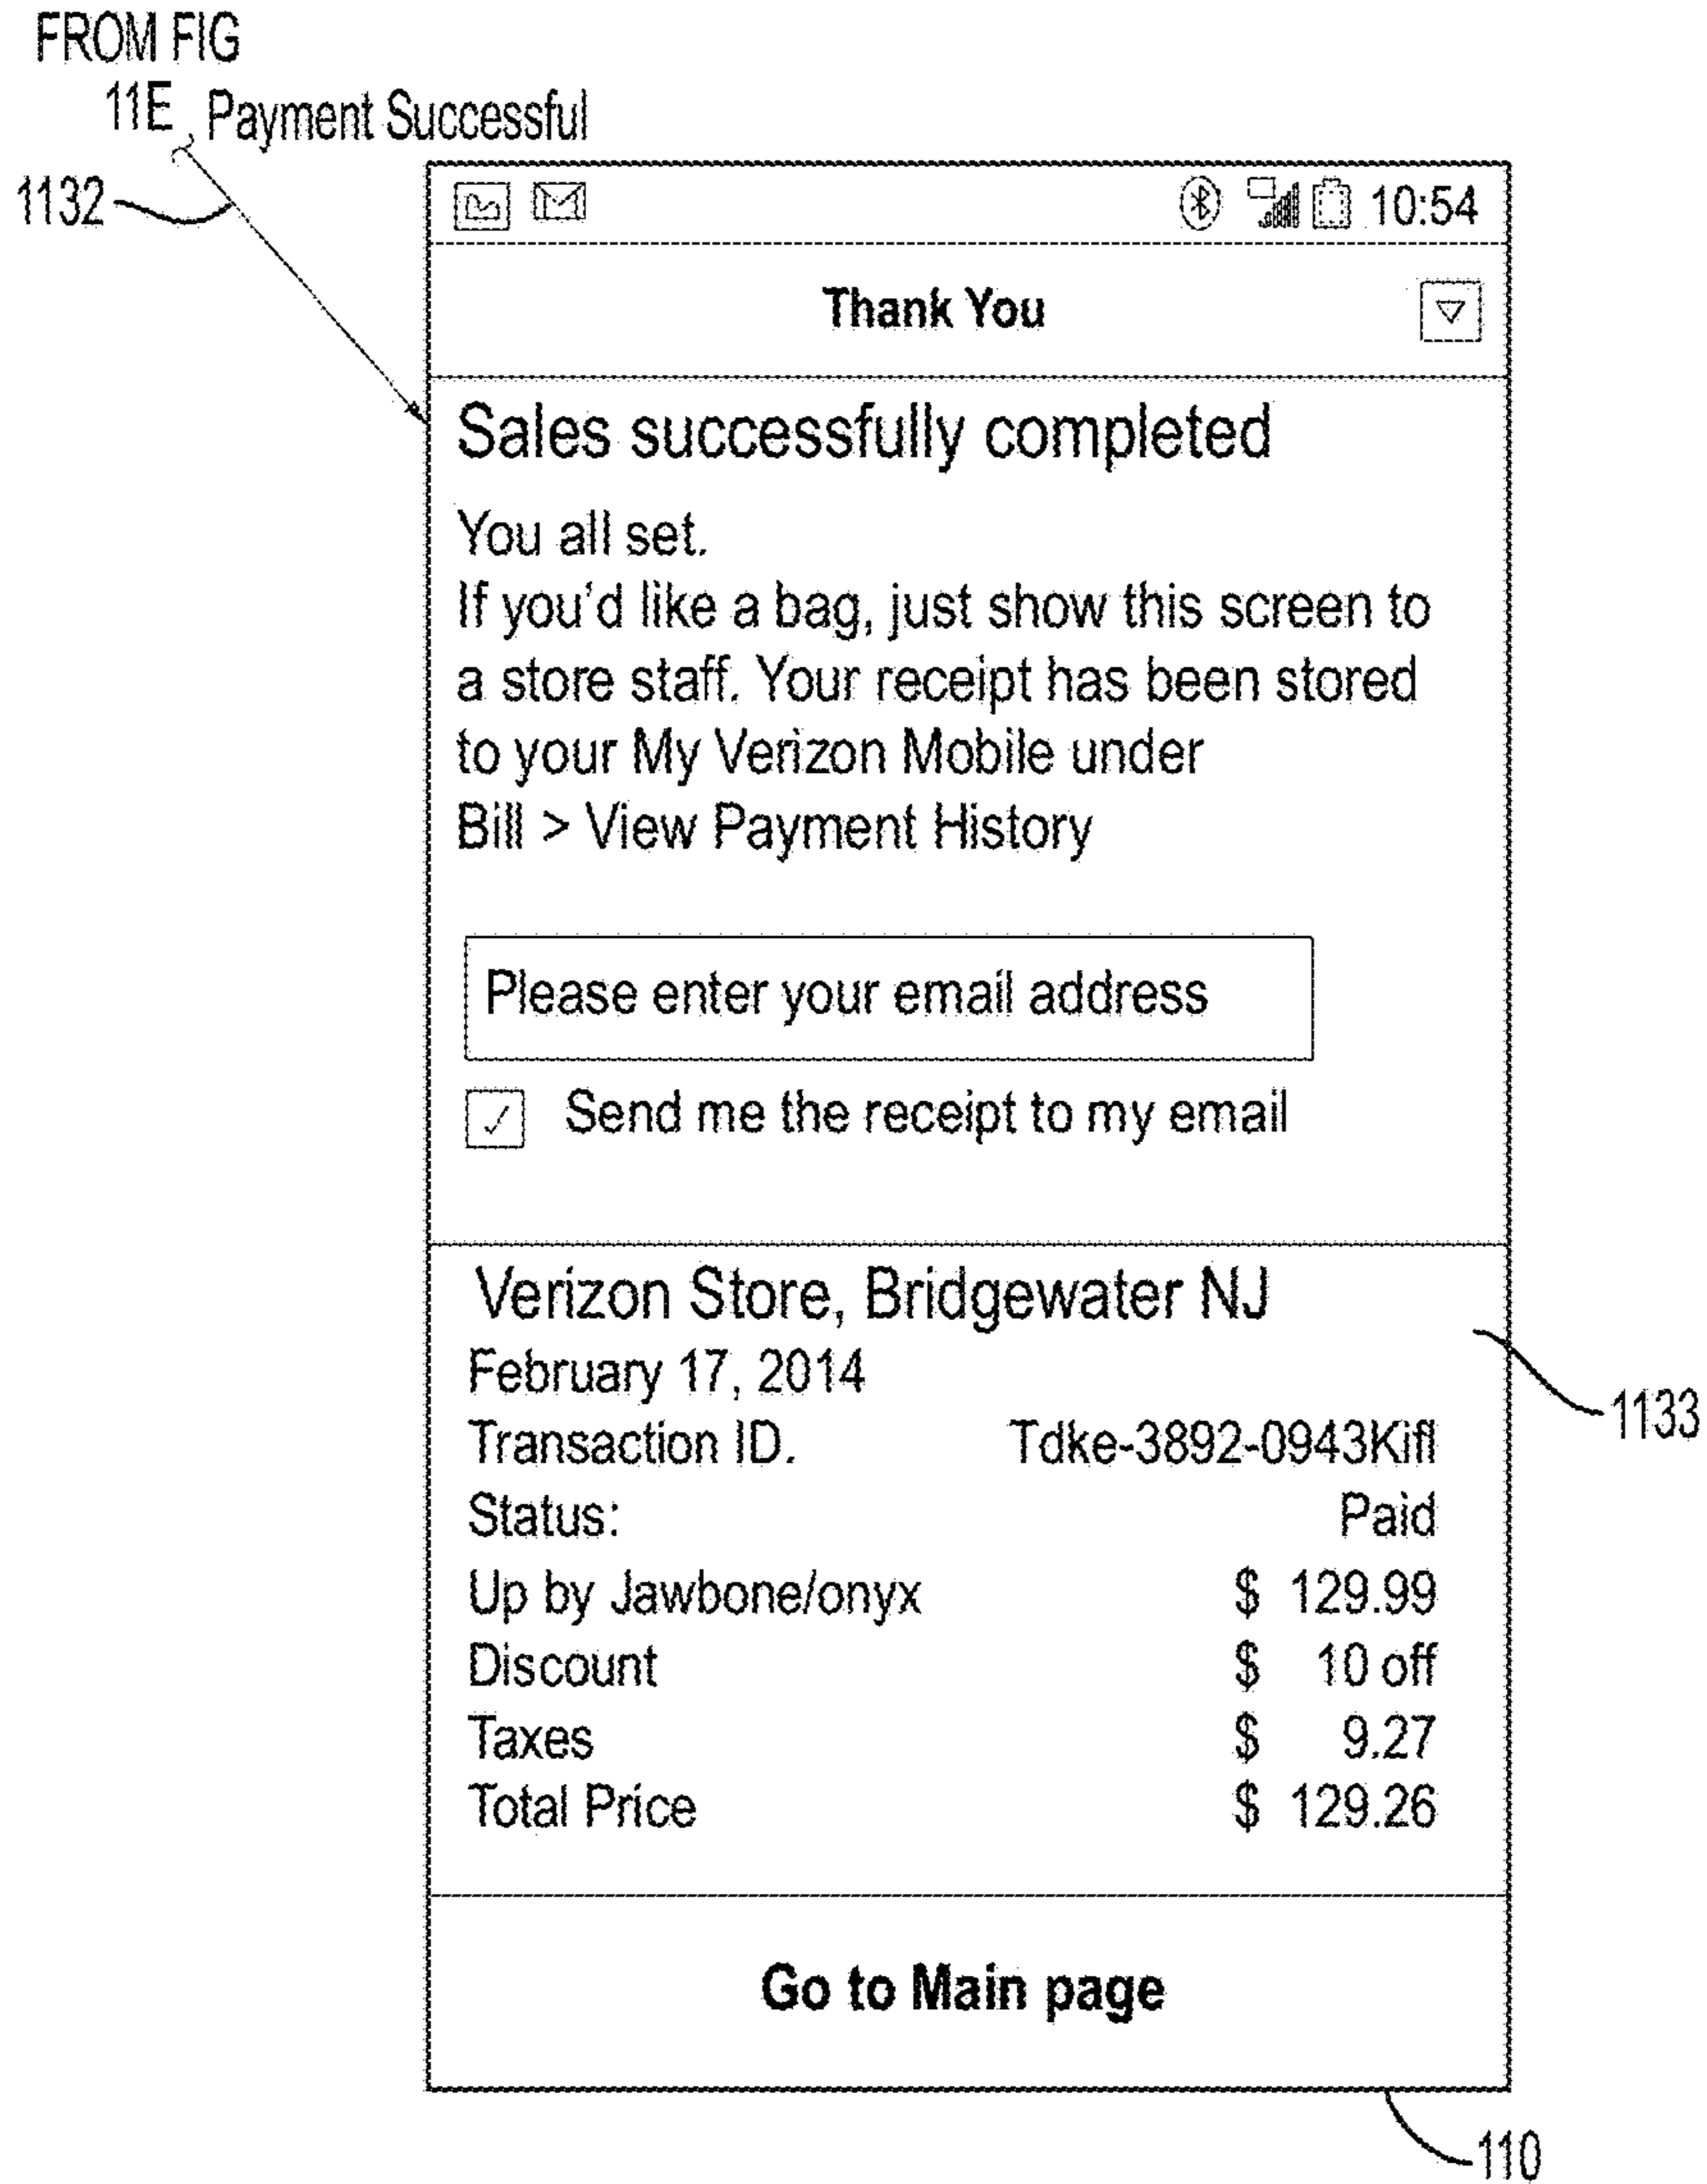 FROM FIG
11E
Payment Successful
1132
10:54
Thank You
Sales successfully completed
You all set.
If you'd like a bag, just show this screen to
a store staff. Your receipt has been stored
to your My Verizon Mobile under
Bill > View Payment History
Please enter your email address
Send me the receipt to my email
Verizon Store, Bridgewater NJ
February 17, 2014
1133
Transaction ID. Tdke-3892-0943Kifl
Status: Paid
Up by Jawbone/onyx $ 129.99
Discount $ 10 off
Taxes $ 9.27
Total Price $ 129.26
Go to Main page
110